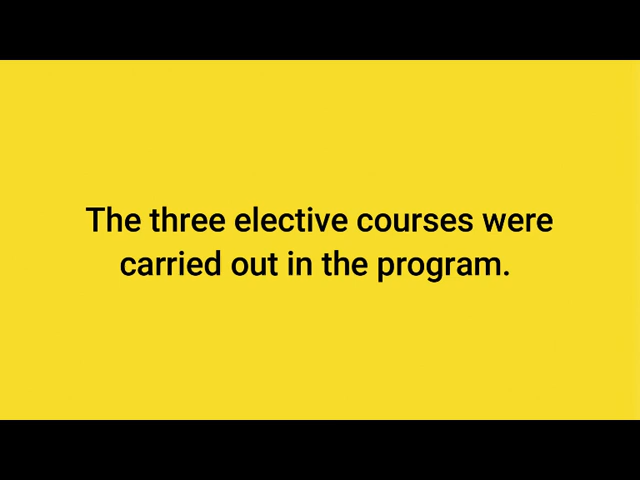 The three elective courses were
carried out in the program.